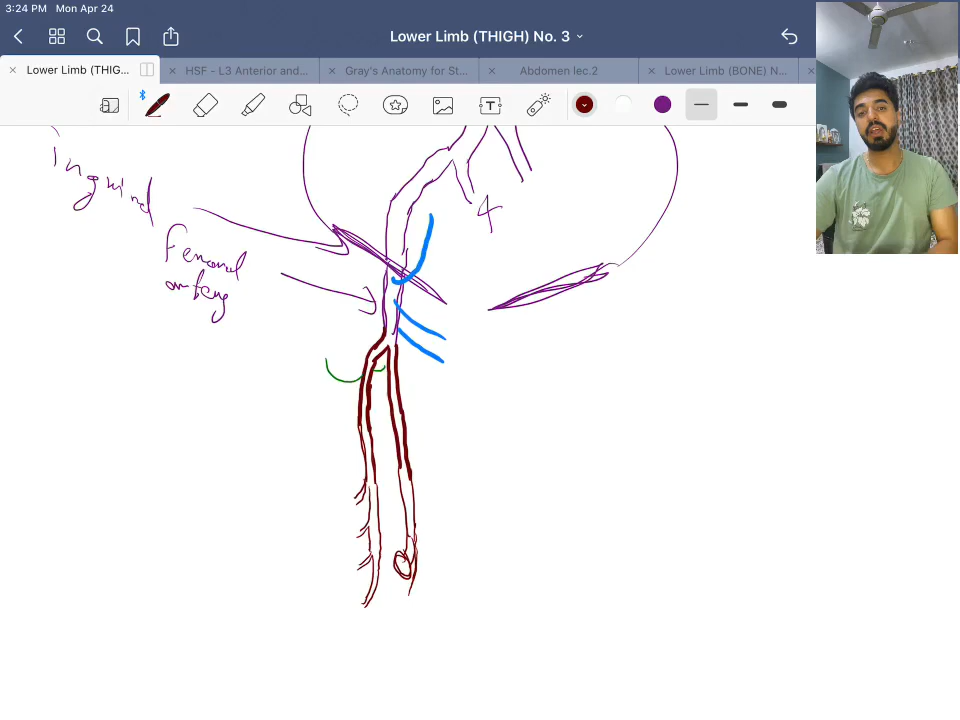 3:24 PM Mon Apr 24
Lower Limb (THIGH) No. 3
Lower Limb (THIG...
HSF - L3 Anterior and...
Gray's Anatomy for St...
Abdomen lec.2
Lower Limb (BONE) N...
T
inguinal
4
Femoral
artery